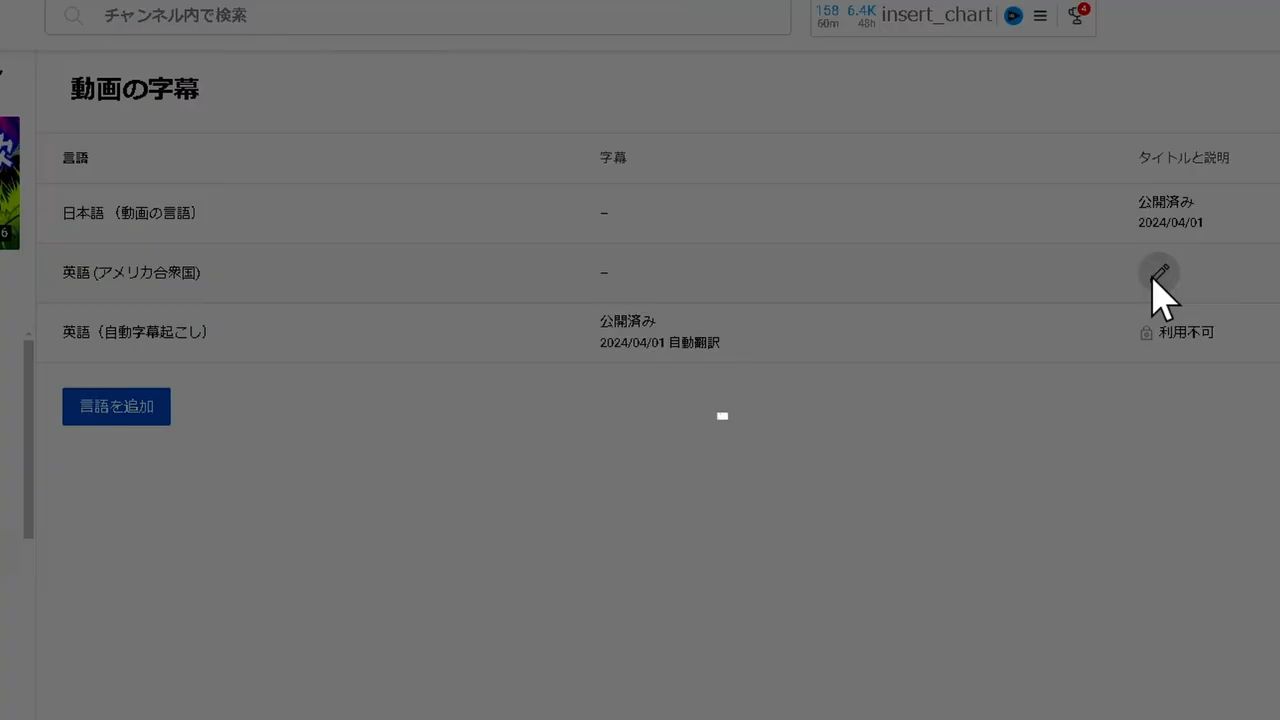 チャンネル内で検索
158 6.4K insert_chart 4
60m 48h
動画の字幕
言語 字幕 タイトルと説明
6
日本語（動画の言語） – 公開済み
2024/04/01
英語 (アメリカ合衆国) –
英語（自動字幕起こし） 公開済み 利用不可
2024/04/01 自動翻訳
言語を追加